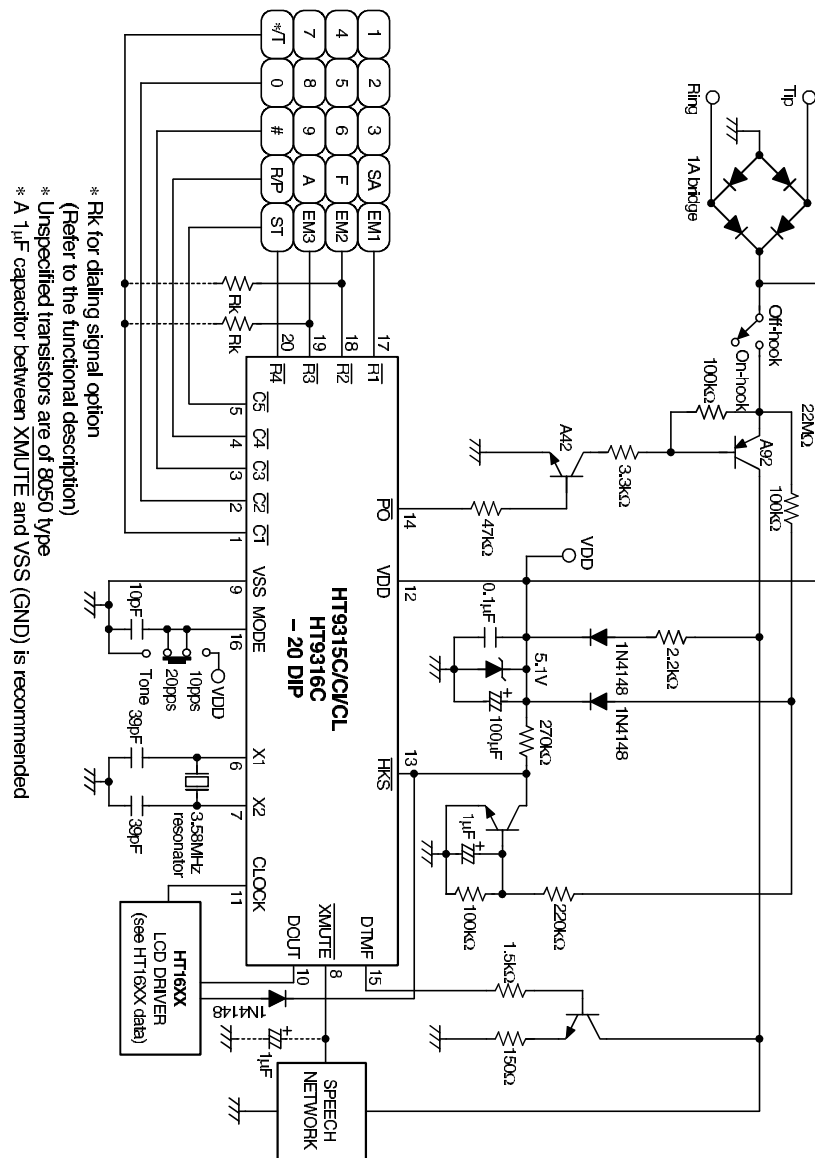 Tip
Ring
1A bridge
Off-hook
On-hook
22MΩ
A92
100kΩ
100kΩ
3.3kΩ
A42
47kΩ
VDD
0.1μF
5.1V
100μF
1N4148
1N4148
2.2kΩ
270kΩ
1μF
+
+
100kΩ
220kΩ
1.5kΩ
150Ω
1 2 3 SA EM1
4 5 6 F EM2
7 8 9 A EM3
*/T 0 # R/P ST
Rk
Rk
17 18 19 20
R1 R2 R3 R4
14 PO
12 VDD
13 HKS
15 DTMF
8 XMUTE
10 DOUT
C5 C4 C3 C2 C1 VSS MODE X1 X2 CLOCK
5 4 3 2 1 9 16 6 7 11
HT9315C/CI/CL
HT9316C
– 20 DIP
10pF
VDD
10pps
20pps
Tone
39pF
39pF
3.58MHz
resonator
HT16XX
LCD DRIVER
(see HT16XX data)
1N4148
+
1μF
SPEECH
NETWORK
* Rk for dialing signal option
(Refer to the functional description)
* Unspecified transistors are of 8050 type
* A 1μF capacitor between XMUTE and VSS (GND) is recommended